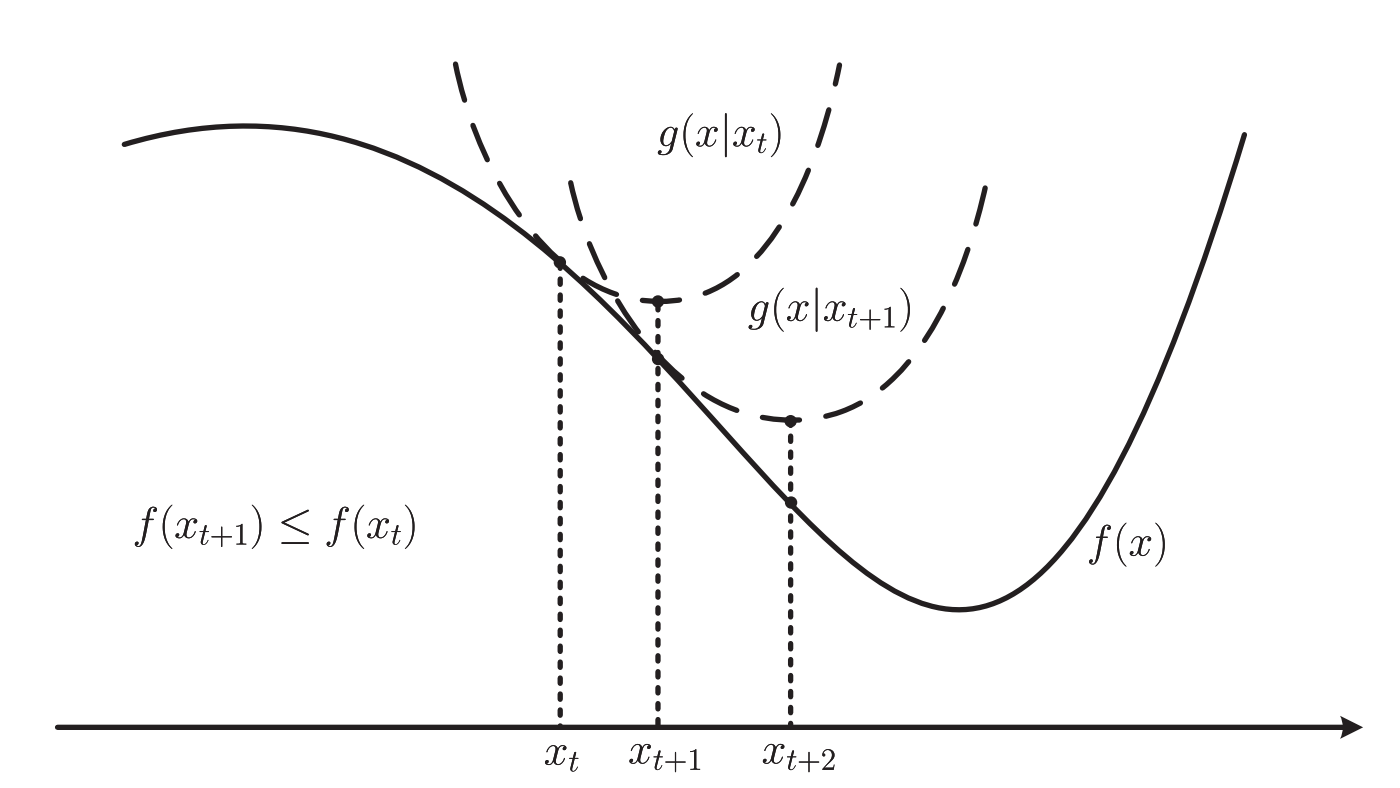 g(x|x_t)
g(x|x_{t+1})
f(x_{t+1}) ≤ f(x_t)
f(x)
x_t x_{t+1} x_{t+2}